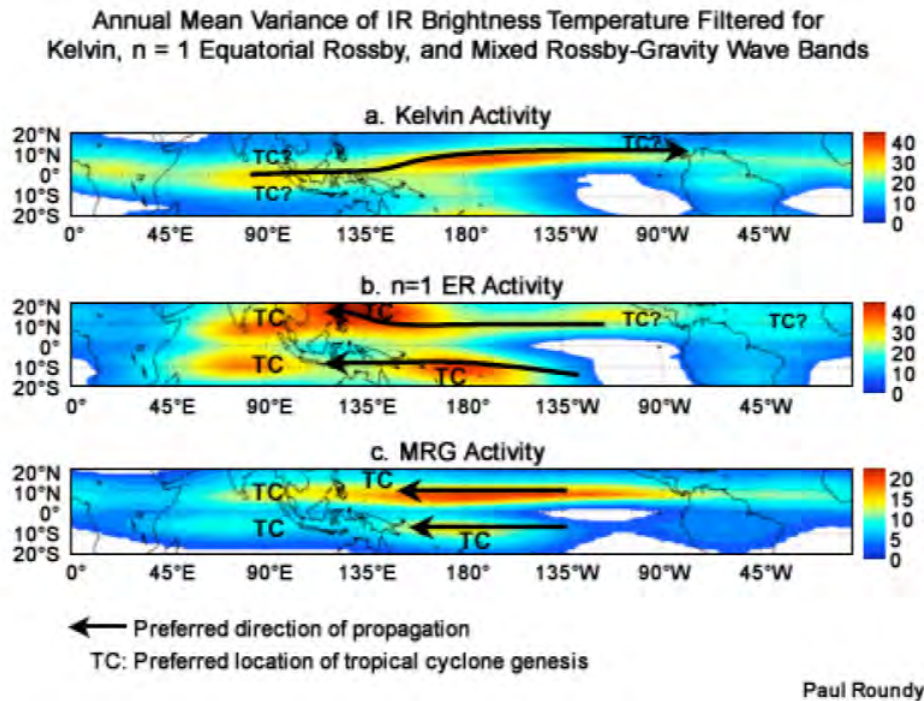 Annual Mean Variance of IR Brightness Temperature Filtered for
Kelvin, n = 1 Equatorial Rossby, and Mixed Rossby-Gravity Wave Bands
a. Kelvin Activity
20°N
10°N
0°
10°S
20°S
TC?
TC?
TC?
40
30
20
10
0
0° 45°E 90°E 135°E 180° 135°W 90°W 45°W
b. n=1 ER Activity
20°N
10°N
0°
10°S
20°S
TC TC TC? TC?
TC
TC
40
30
20
10
0
0° 45°E 90°E 135°E 180° 135°W 90°W 45°W
c. MRG Activity
20°N
10°N
0°
10°S
20°S
TC
TC
TC
TC
20
15
10
5
0
0° 45°E 90°E 135°E 180° 135°W 90°W 45°W
Preferred direction of propagation
TC: Preferred location of tropical cyclone genesis
Paul Roundy